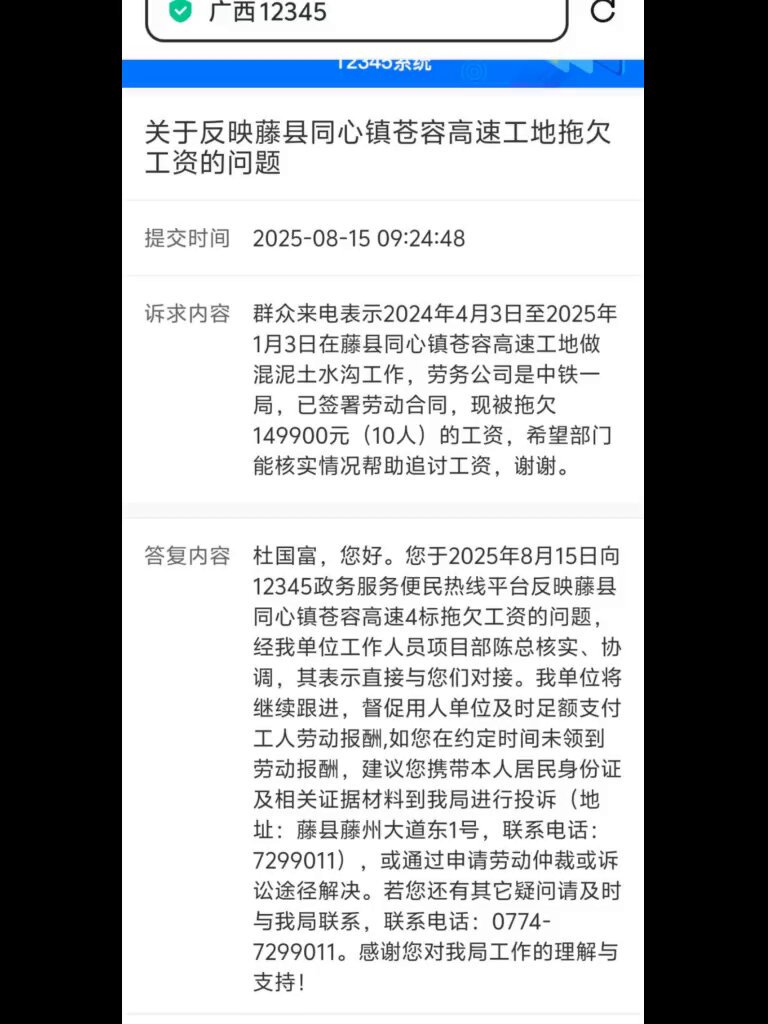 广西12345
12345系统
关于反映藤县同心镇苍容高速工地拖欠
工资的问题
提交时间 2025-08-15 09:24:48
诉求内容 群众来电表示2024年4月3日至2025年
1月3日在藤县同心镇苍容高速工地做
混泥土水沟工作，劳务公司是中铁一
局，已签署劳动合同，现被拖欠
149900元（10人）的工资，希望部门
能核实情况帮助追讨工资，谢谢。
答复内容 杜国富，您好。您于2025年8月15日向
12345政务服务便民热线平台反映藤县
同心镇苍容高速4标拖欠工资的问题，
经我单位工作人员项目部陈总核实、协
调，其表示直接与您们对接。我单位将
继续跟进，督促用人单位及时足额支付
工人劳动报酬,如您在约定时间未领到
劳动报酬，建议您携带本人居民身份证
及相关证据材料到我局进行投诉（地
址：藤县藤州大道东1号，联系电话：
7299011），或通过申请劳动仲裁或诉
讼途径解决。若您还有其它疑问请及时
与我局联系，联系电话：0774-
7299011。感谢您对我局工作的理解与
支持！